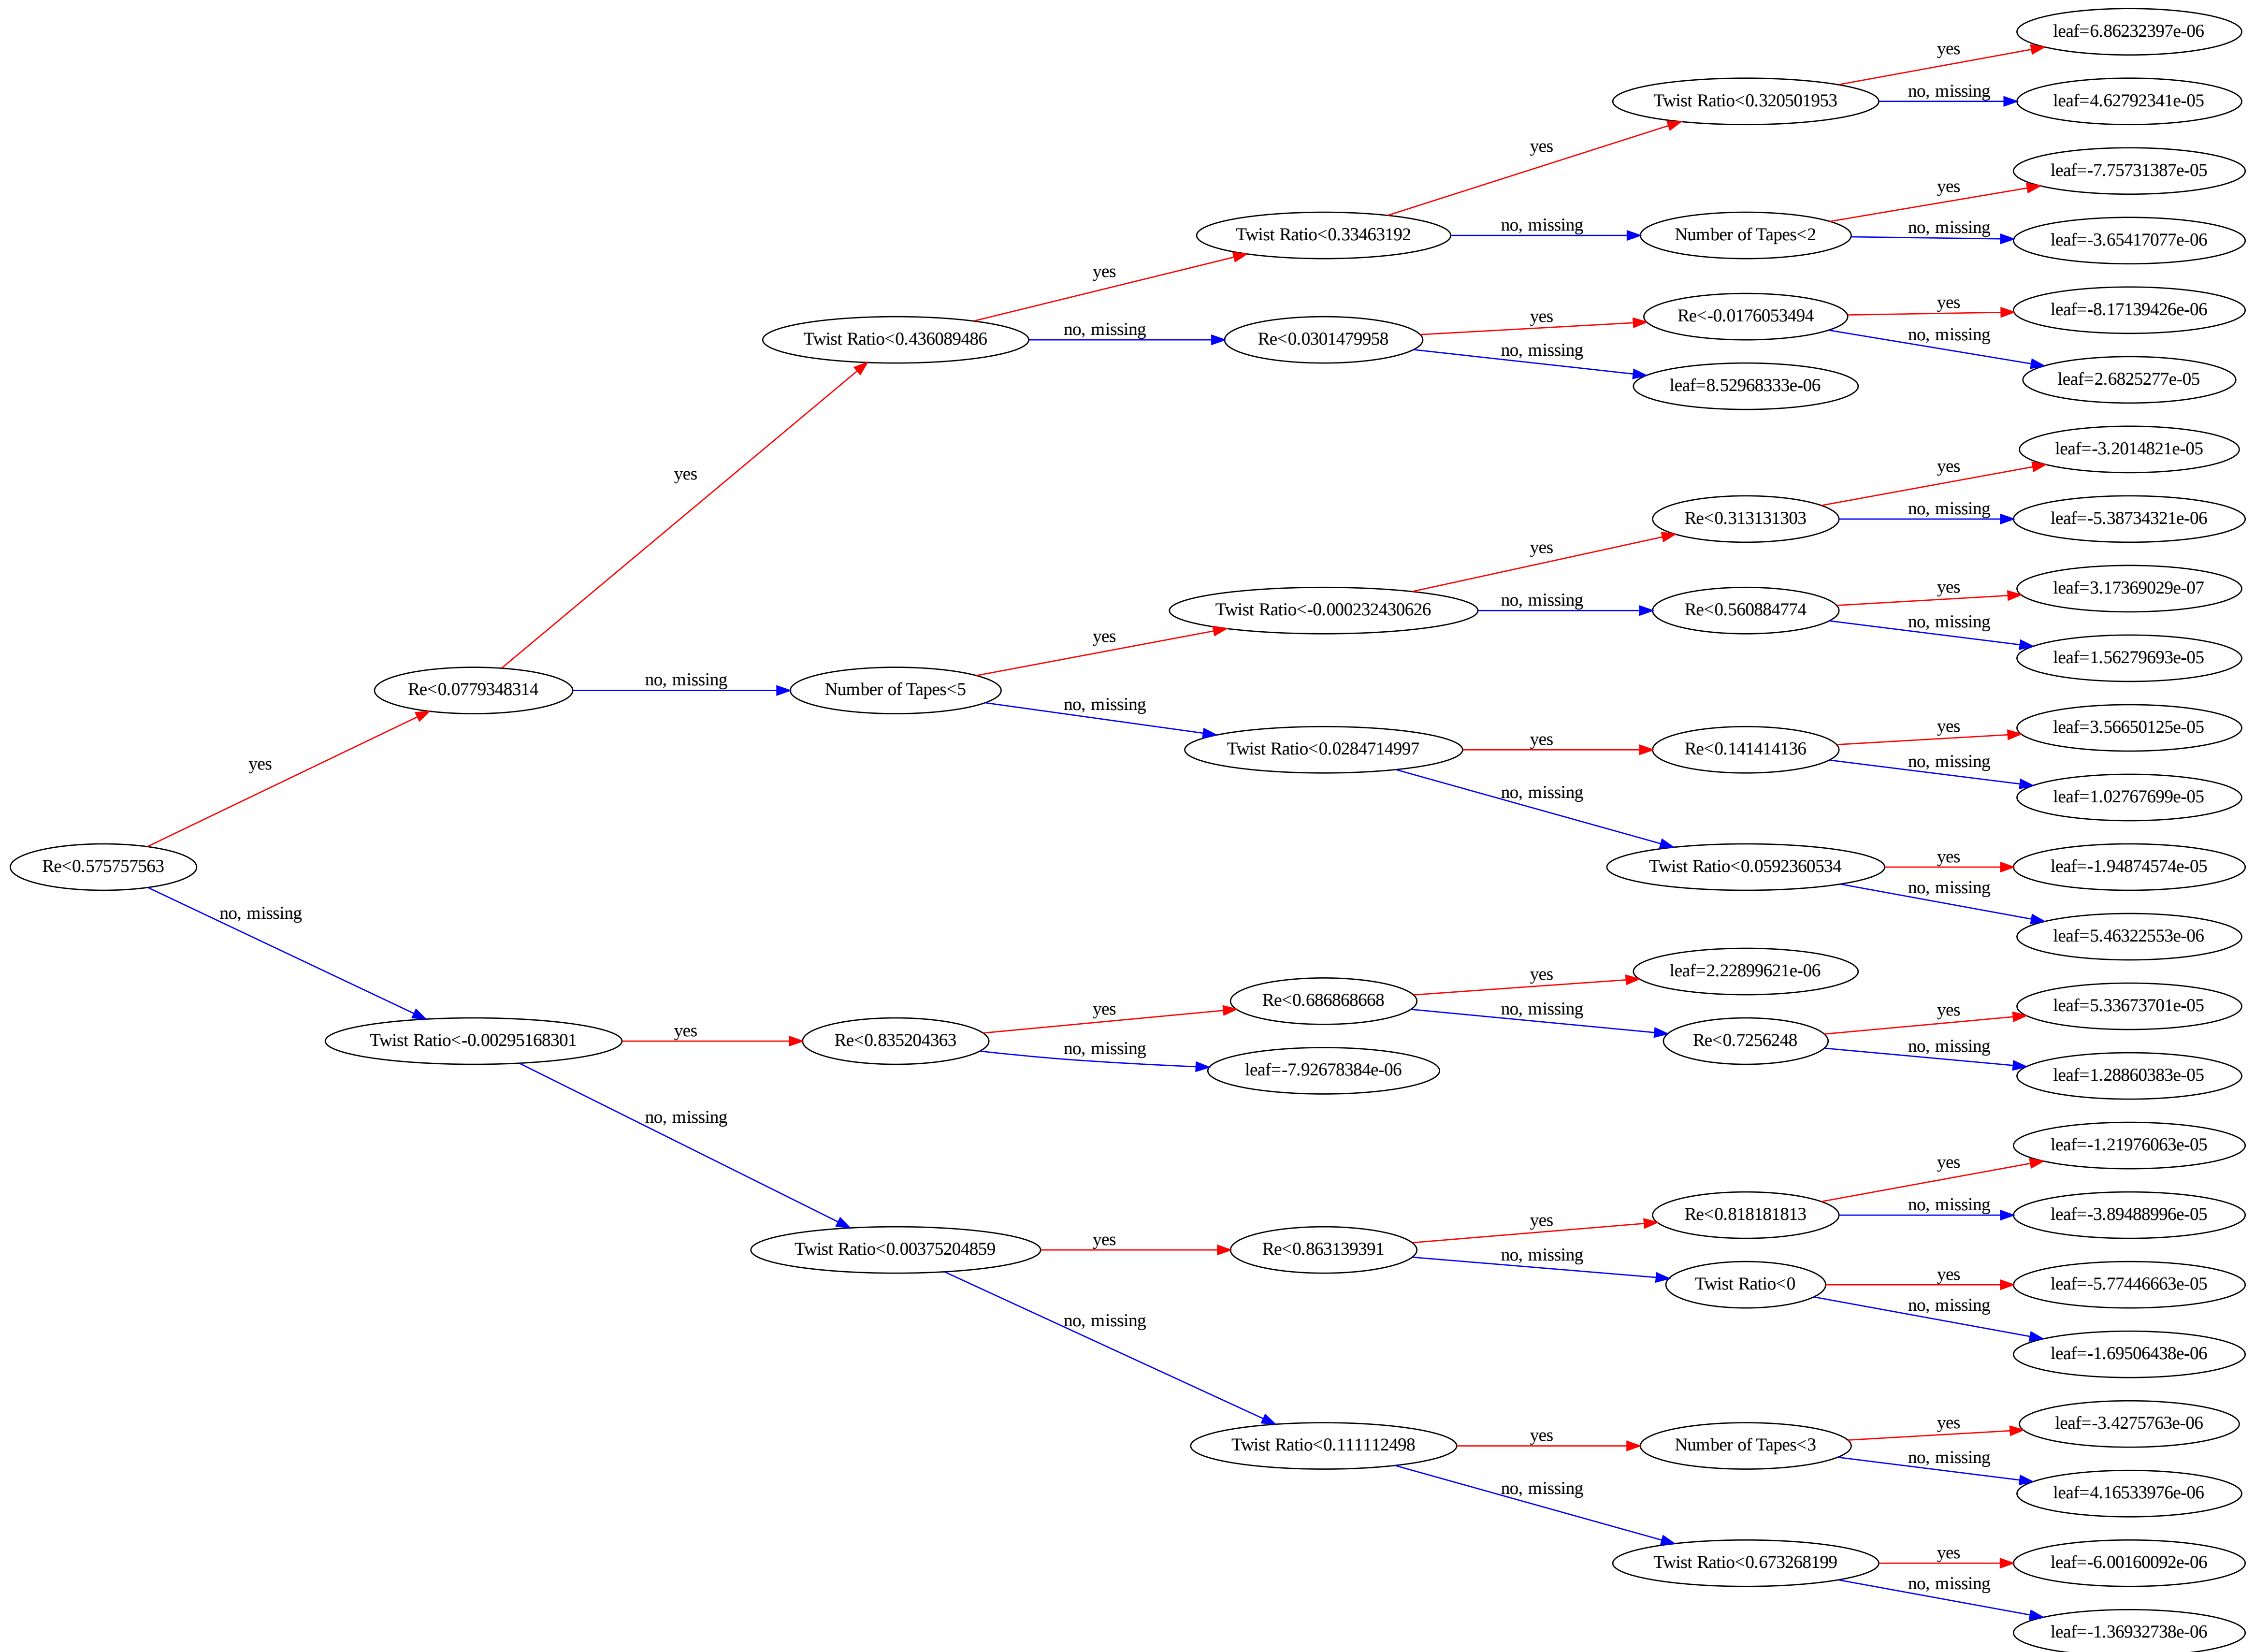 leaf=6.86232397e-06
yes
Twist Ratio<0.320501953
no, missing
leaf=4.62792341e-05
yes
leaf=-7.75731387e-05
yes
Twist Ratio<0.33463192
no, missing
Number of Tapes<2
no, missing
leaf=-3.65417077e-06
yes
Twist Ratio<0.436089486
no, missing
Re<0.0301479958
yes
Re<-0.0176053494
yes
leaf=-8.17139426e-06
no, missing
leaf=8.52968333e-06
no, missing
leaf=2.6825277e-05
yes
leaf=-3.2014821e-05
yes
Re<0.313131303
no, missing
leaf=-5.38734321e-06
yes
Twist Ratio<-0.000232430626
no, missing
Re<0.560884774
yes
leaf=3.17369029e-07
no, missing
leaf=1.56279693e-05
yes
Re<0.0779348314
no, missing
Number of Tapes<5
no, missing
Twist Ratio<0.0284714997
yes
Re<0.141414136
yes
leaf=3.56650125e-05
no, missing
leaf=1.02767699e-05
yes
no, missing
Re<0.575757563
Twist Ratio<0.0592360534
yes
leaf=-1.94874574e-05
no, missing
leaf=5.46322553e-06
no, missing
Twist Ratio<-0.00295168301
yes
Re<0.835204363
yes
Re<0.686868668
yes
leaf=2.22899621e-06
no, missing
Re<0.7256248
yes
leaf=5.33673701e-05
no, missing
leaf=1.28860383e-05
no, missing
leaf=-7.92678384e-06
no, missing
Twist Ratio<0.00375204859
yes
Re<0.863139391
yes
Re<0.818181813
yes
leaf=-1.21976063e-05
no, missing
leaf=-3.89488996e-05
no, missing
Twist Ratio<0
yes
leaf=-5.77446663e-05
no, missing
leaf=-1.69506438e-06
no, missing
Twist Ratio<0.111112498
yes
Number of Tapes<3
yes
leaf=-3.4275763e-06
no, missing
leaf=4.16533976e-06
no, missing
Twist Ratio<0.673268199
yes
leaf=-6.00160092e-06
no, missing
leaf=-1.36932738e-06